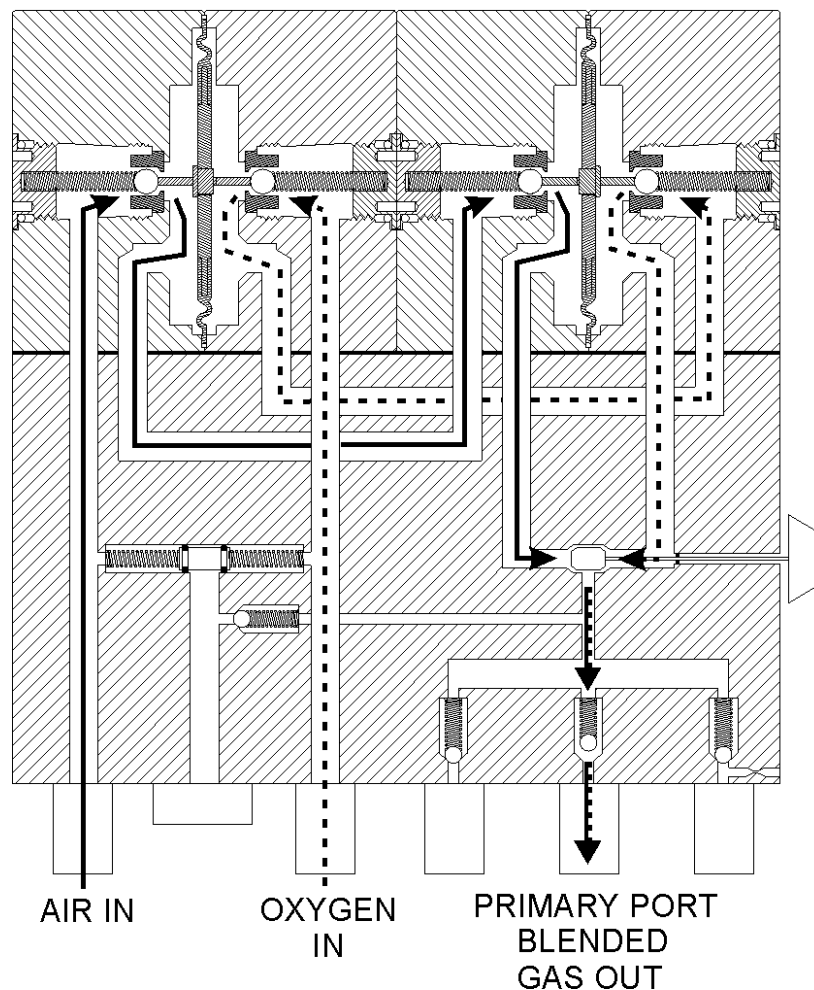 AIR IN
OXYGEN
IN
PRIMARY PORT
BLENDED
GAS OUT